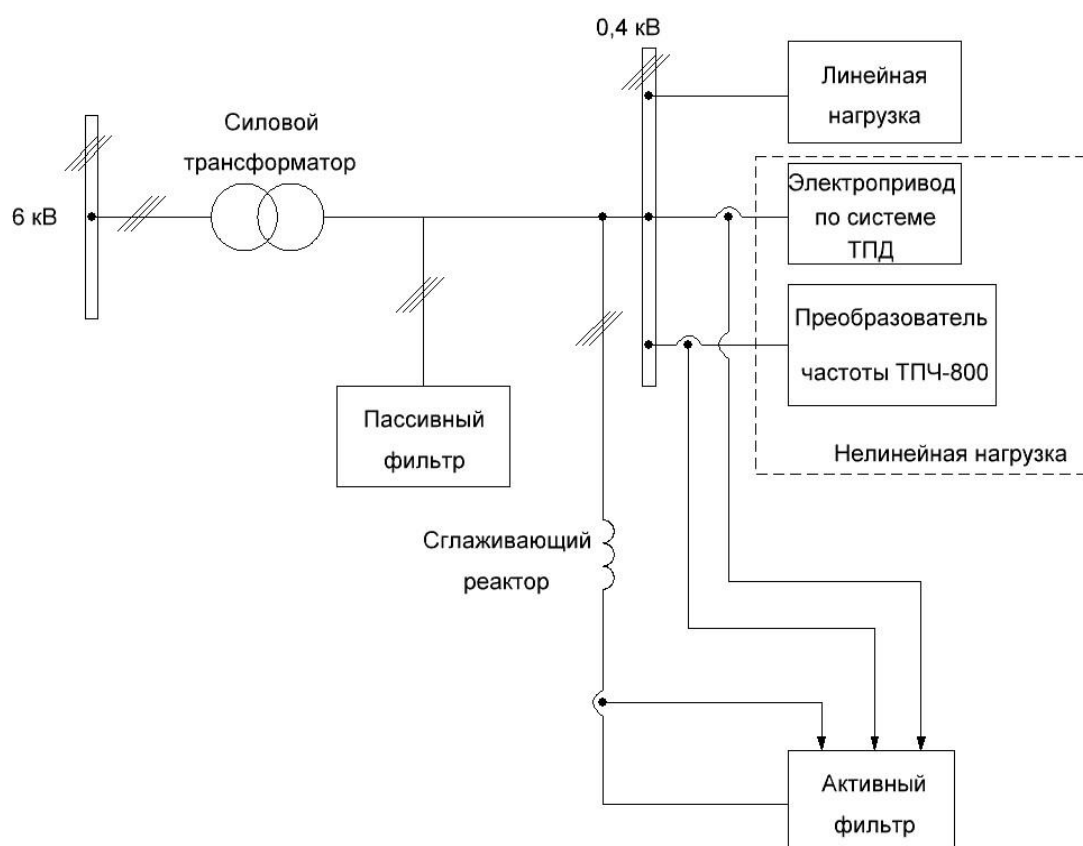 0,4 кВ
Линейная
нагрузка
Силовой
трансформатор
6 кВ
Электропривод
по системе
ТПД
Преобразователь
частоты ТПЧ-800
Нелинейная нагрузка
Пассивный
фильтр
Сглаживающий
реактор
Активный
фильтр